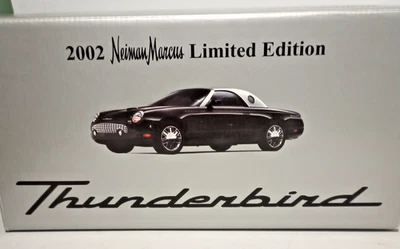 2002 Neiman Marcus Limited Edition
Thunderbird